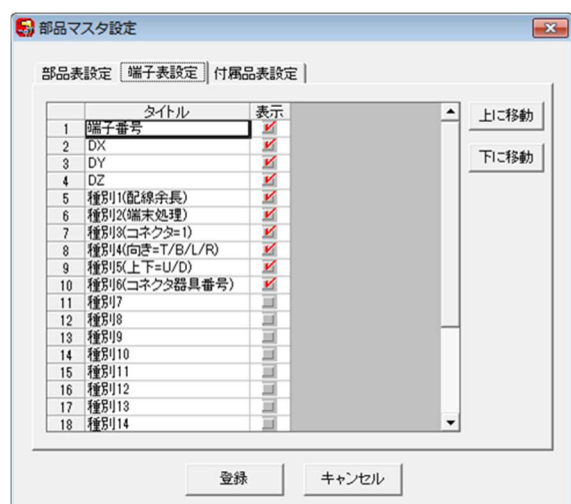 部品マスタ設定
部品表設定 端子表設定 付属品表設定
タイトル 表示
1 端子番号
2 DX
3 DY
4 DZ
5 種別1(配線余長)
6 種別2(端末処理)
7 種別3(コネクタ=1)
8 種別4(向き=T/B/L/R)
9 種別5(上下=U/D)
10 種別6(コネクタ器具番号)
11 種別7
12 種別8
13 種別9
14 種別10
15 種別11
16 種別12
17 種別13
18 種別14
上に移動
下に移動
登録 キャンセル